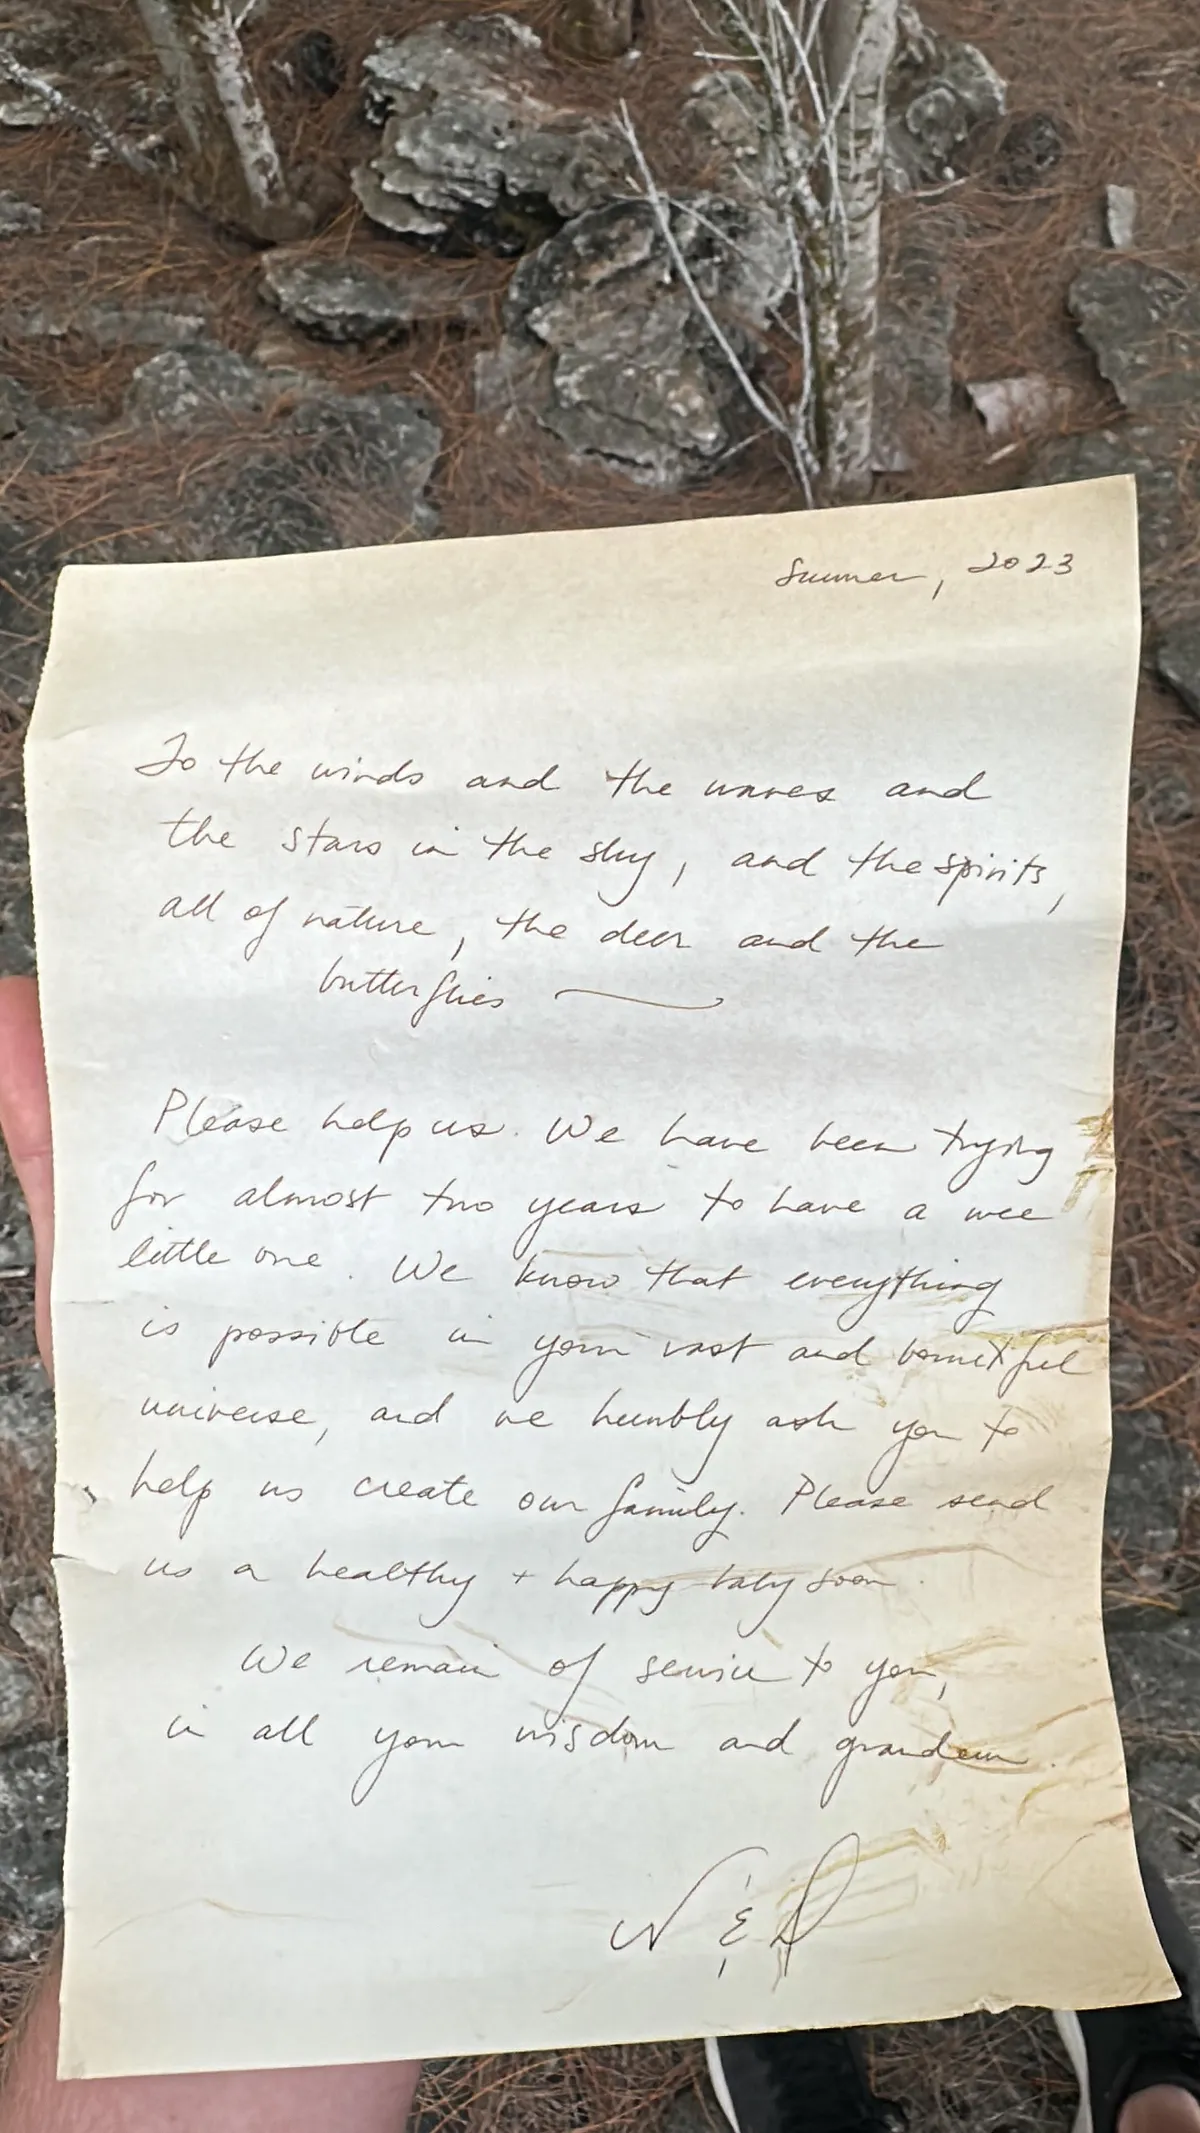 Summer, 2023
To the winds and the waves and
the stars in the sky, and the spirits,
all of nature, the deer and the
butterflies —
Please help us. We have been trying
for almost two years to have a wee
little one. We know that everything
is possible in your vast and bountiful
universe, and we humbly ask you to
help us create our family. Please send
us a healthy + happy baby soon.
We remain of service to you,
in all your wisdom and grandeur.